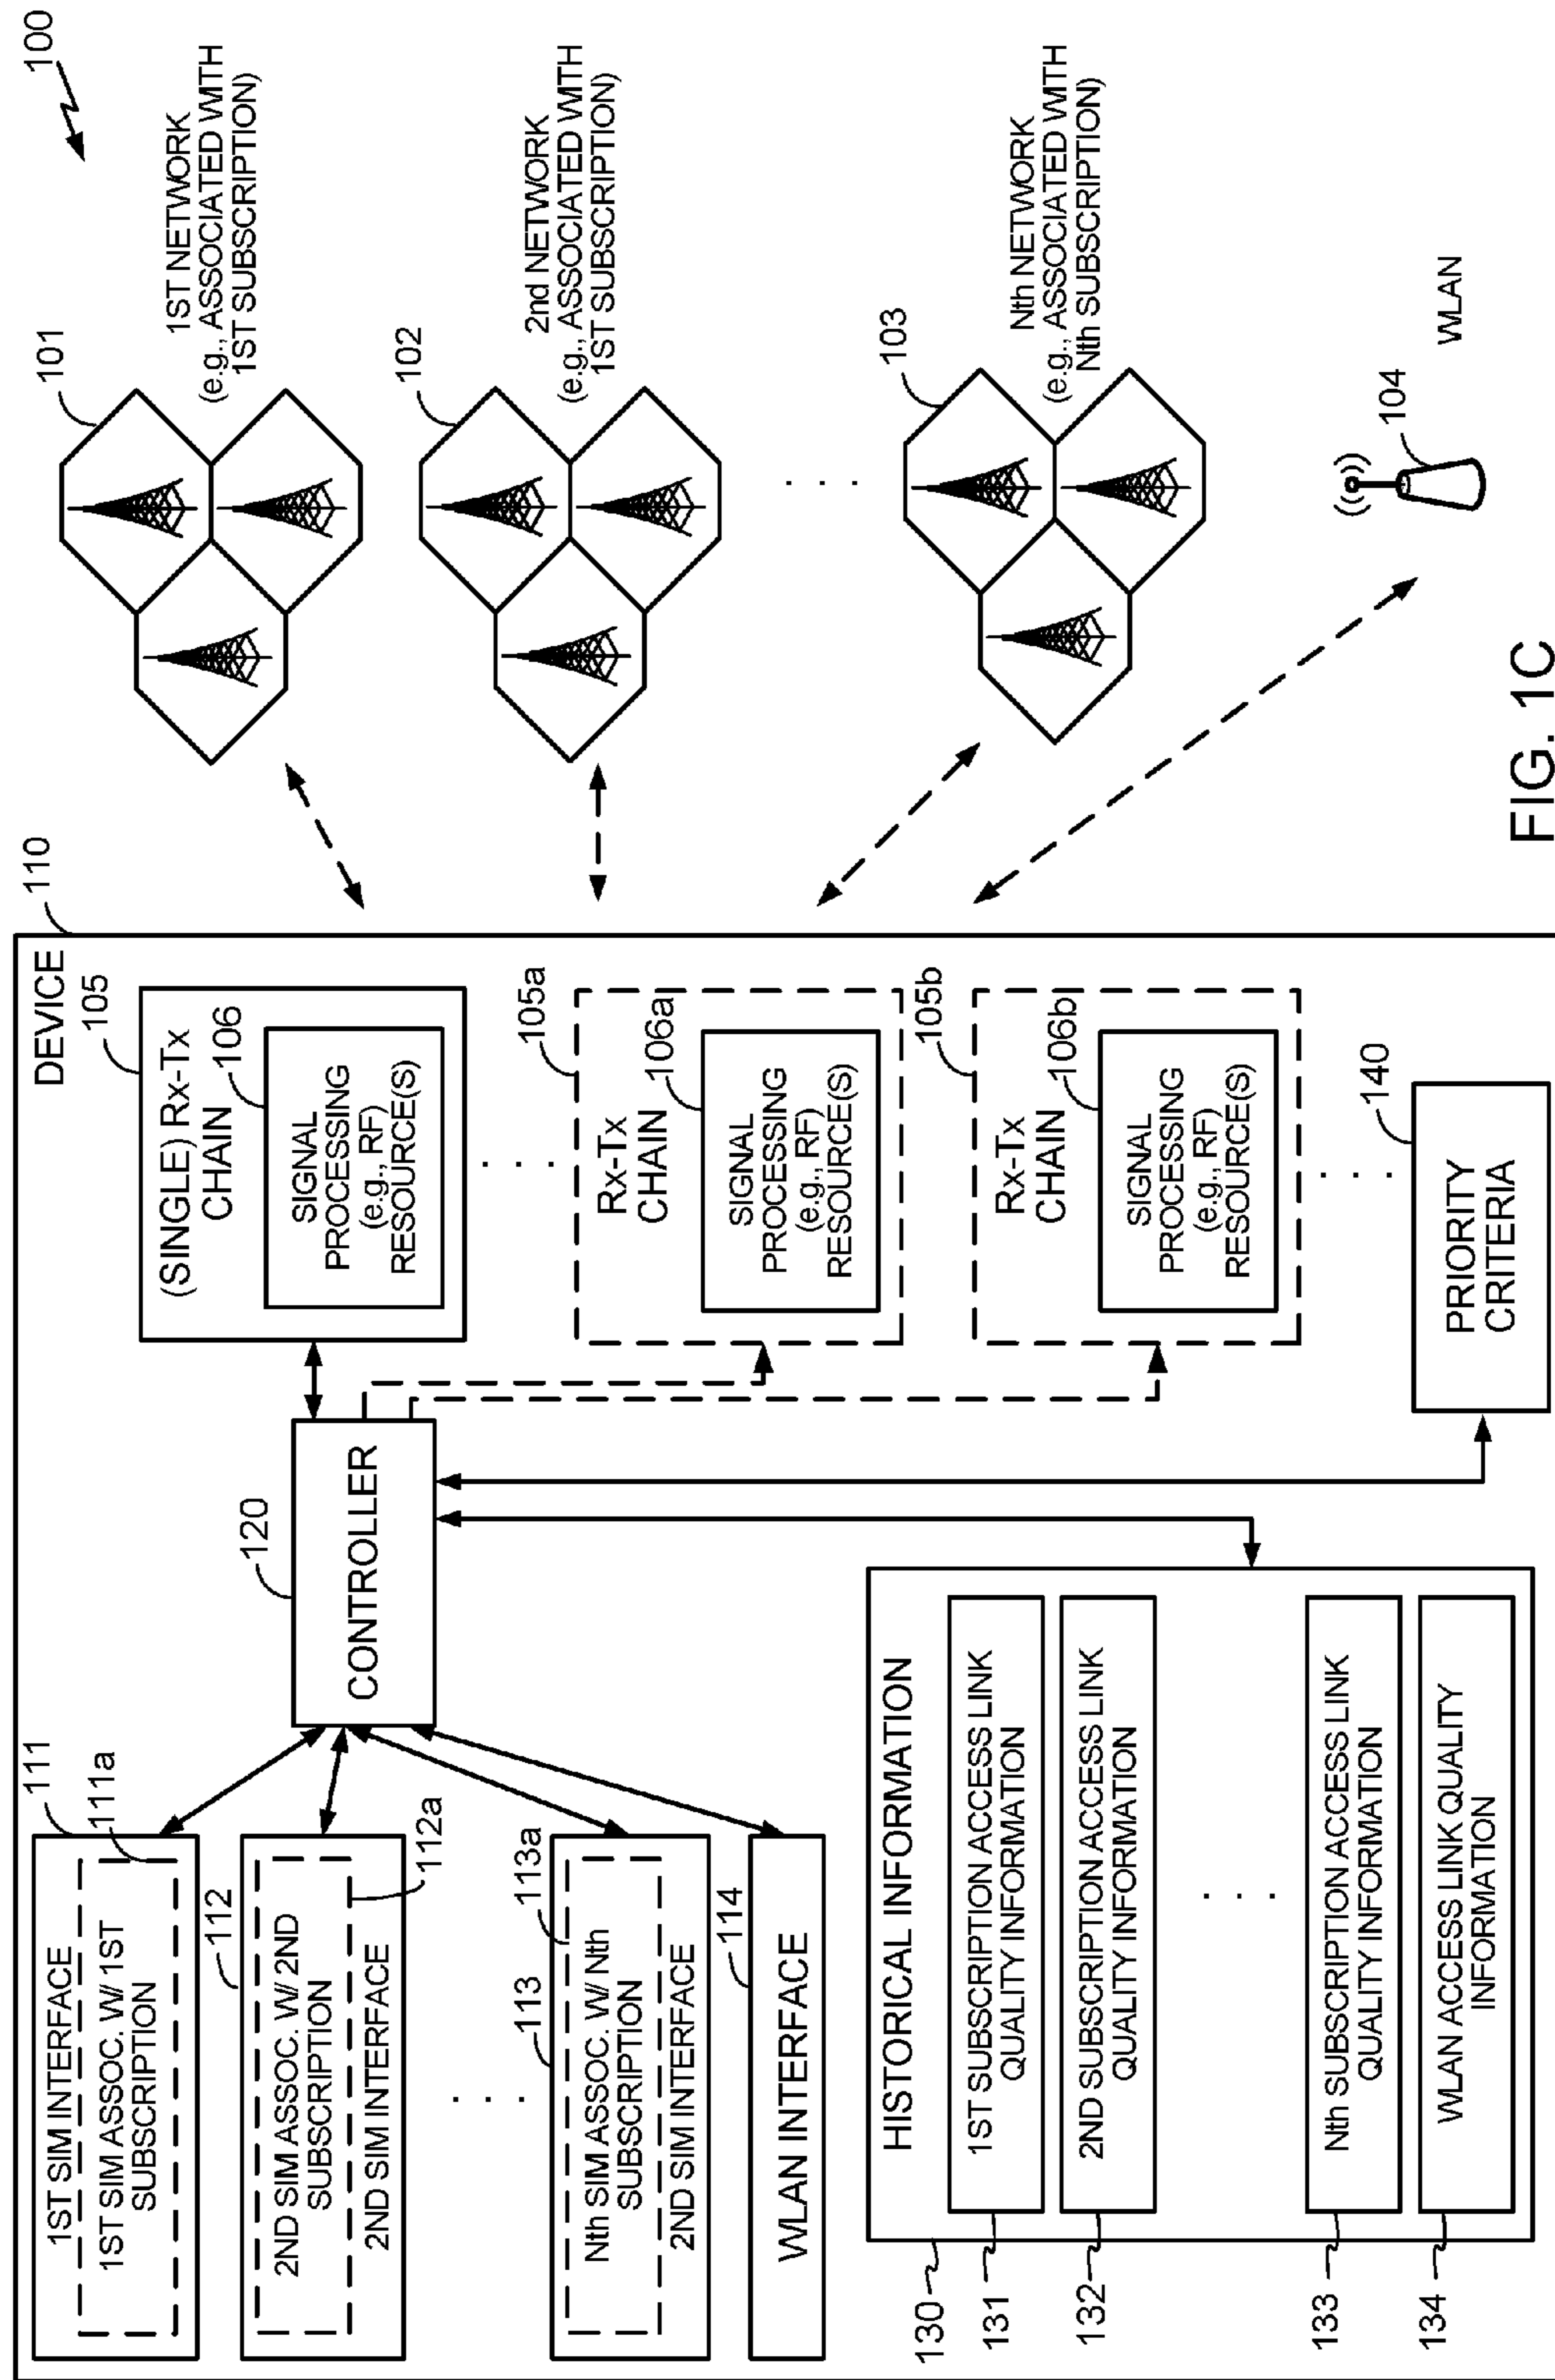 100
DEVICE
110
111
1ST SIM INTERFACE
111a
1ST SIM ASSOC. W/ 1ST
SUBSCRIPTION
112
2ND SIM ASSOC. W/ 2ND
SUBSCRIPTION
112a
2ND SIM INTERFACE
. . .
113
113a
Nth SIM ASSOC. W/ Nth
SUBSCRIPTION
2ND SIM INTERFACE
114
WLAN INTERFACE
120
CONTROLLER
105
(SINGLE) Rx-Tx
CHAIN
106
SIGNAL
PROCESSING
(e.g., RF)
RESOURCE(S)
. . .
105a
Rx-Tx
CHAIN
106a
SIGNAL
PROCESSING
(e.g., RF)
RESOURCE(S)
105b
Rx-Tx
CHAIN
106b
SIGNAL
PROCESSING
(e.g., RF)
RESOURCE(S)
. . .
140
PRIORITY
CRITERIA
130
HISTORICAL INFORMATION
131
1ST SUBSCRIPTION ACCESS LINK
QUALITY INFORMATION
132
2ND SUBSCRIPTION ACCESS LINK
QUALITY INFORMATION
. . .
133
Nth SUBSCRIPTION ACCESS LINK
QUALITY INFORMATION
134
WLAN ACCESS LINK QUALITY
INFORMATION
101
1ST NETWORK
(e.g., ASSOCIATED WITH
1ST SUBSCRIPTION)
102
2nd NETWORK
(e.g., ASSOCIATED WITH
1ST SUBSCRIPTION)
. . .
103
Nth NETWORK
(e.g., ASSOCIATED WITH
Nth SUBSCRIPTION)
104
WLAN
FIG. 1C